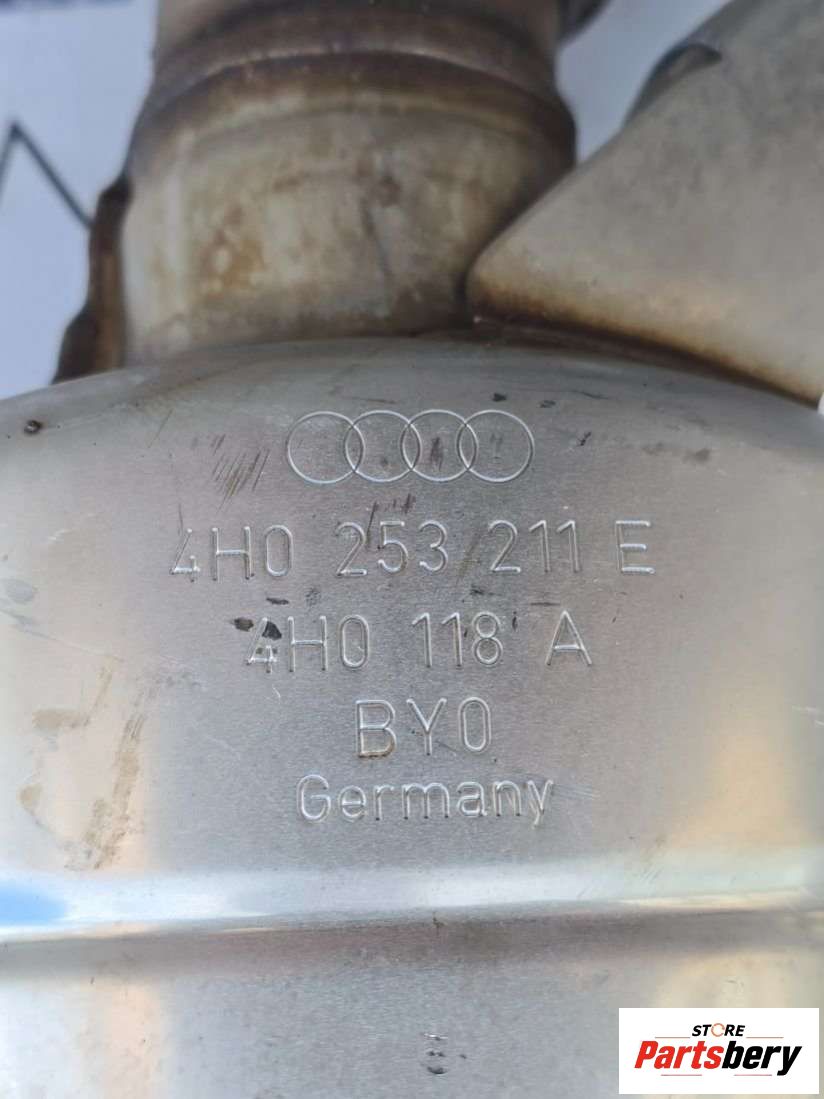 4H0 253 211 E
4H0 118 A
BY0
Germany
STORE
Partsbery